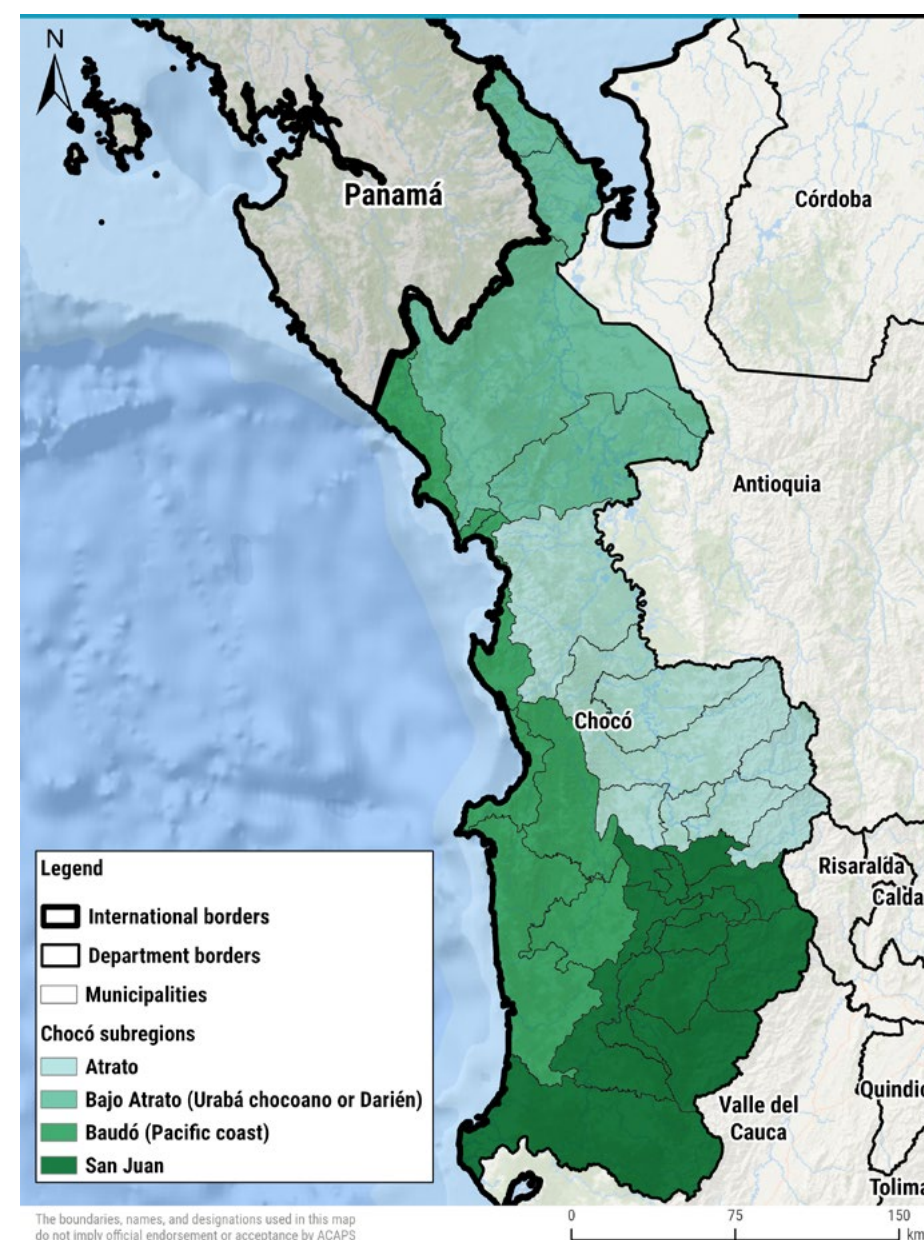 N
Panamá
Córdoba
Antioquia
Chocó
Risaralda
Calda
Quindio
Valle del
Cauca
Tolima
Legend
International borders
Department borders
Municipalities
Chocó subregions
Atrato
Bajo Atrato (Urabá chocoano or Darién)
Baudó (Pacific coast)
San Juan
The boundaries, names, and designations used in this map
do not imply official endorsement or acceptance by ACAPS
0 75 150
km